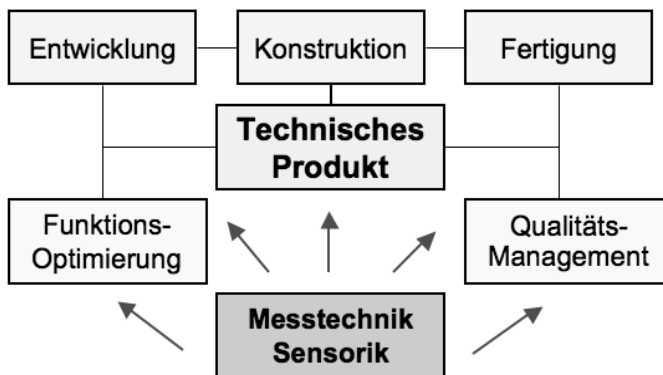 Entwicklung
Konstruktion
Fertigung
Technisches
Produkt
Funktions-
Optimierung
Qualitäts-
Management
Messtechnik
Sensorik